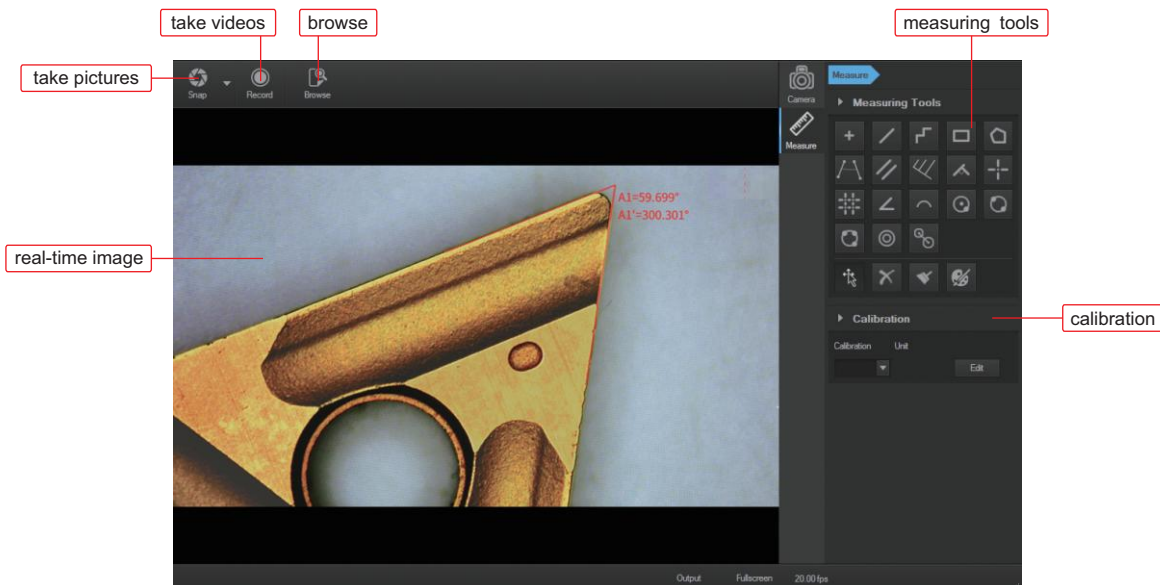 take videos
browse
measuring tools
take pictures
Snap
Record
Browse
Camera
Measure
Measure
Measuring Tools
A1=59.699°
A1'=300.301°
real-time image
Calibration
calibration
Calibration Unit
Edit
Output Fullscreen 20.00 fps